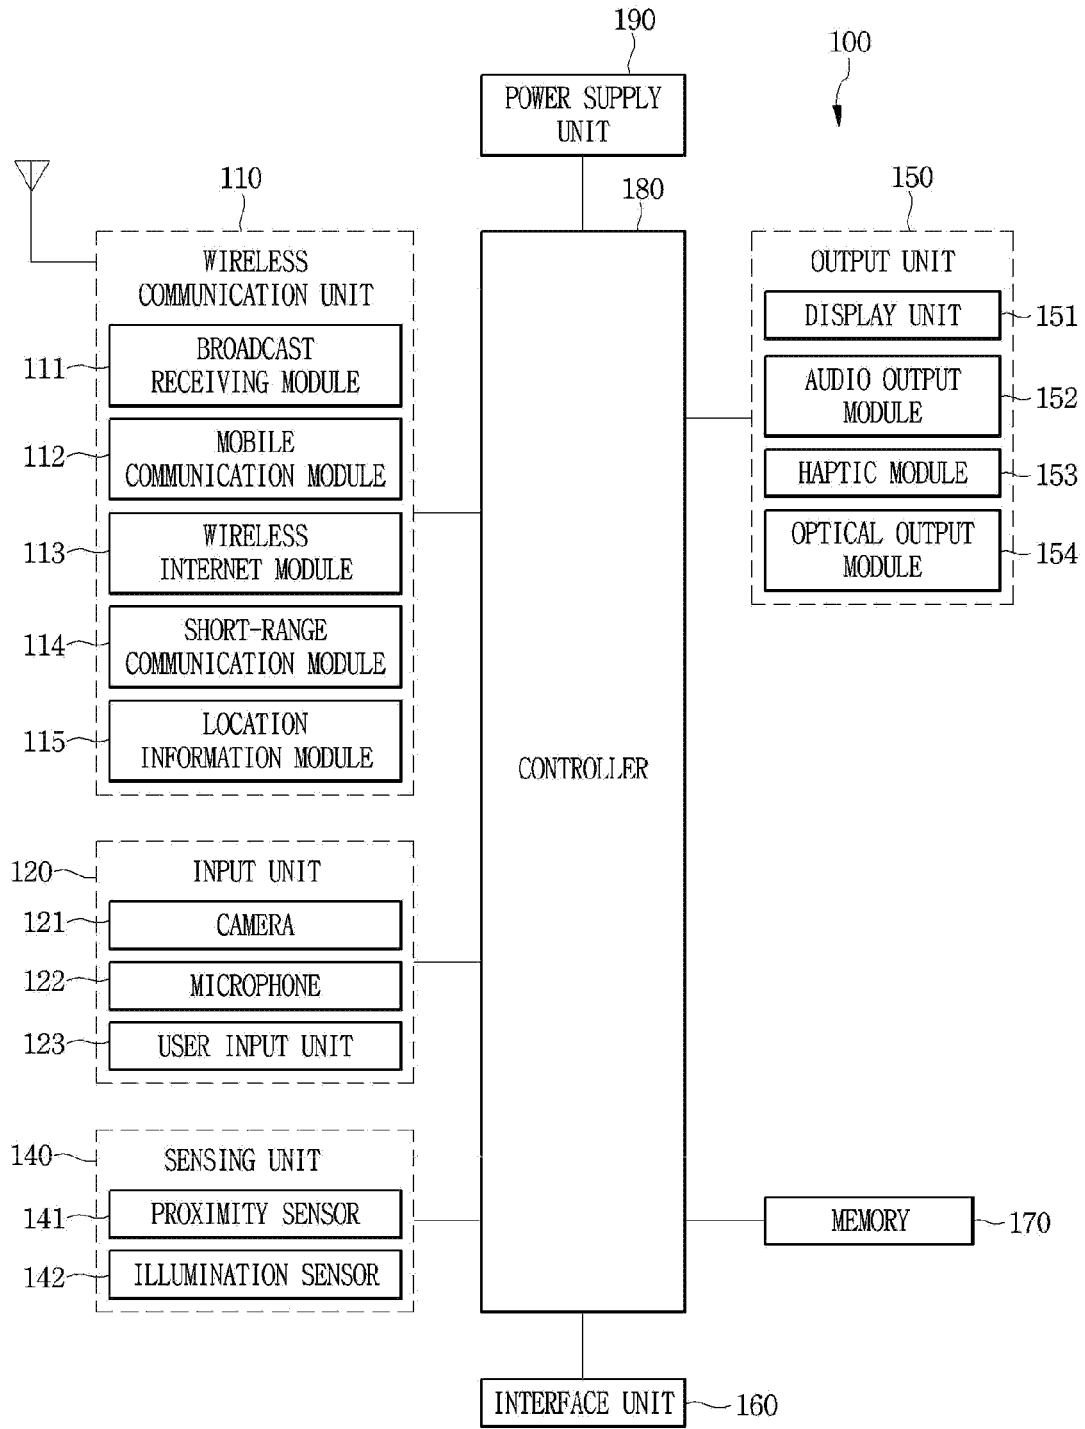 190
100
POWER SUPPLY
UNIT
110
180
150
WIRELESS
COMMUNICATION UNIT
111
BROADCAST
RECEIVING MODULE
112
MOBILE
COMMUNICATION MODULE
113
WIRELESS
INTERNET MODULE
114
SHORT-RANGE
COMMUNICATION MODULE
115
LOCATION
INFORMATION MODULE
120
INPUT UNIT
121
CAMERA
122
MICROPHONE
123
USER INPUT UNIT
140
SENSING UNIT
141
PROXIMITY SENSOR
142
ILLUMINATION SENSOR
CONTROLLER
OUTPUT UNIT
DISPLAY UNIT
151
AUDIO OUTPUT
MODULE
152
HAPTIC MODULE
153
OPTICAL OUTPUT
MODULE
154
MEMORY
170
INTERFACE UNIT
160